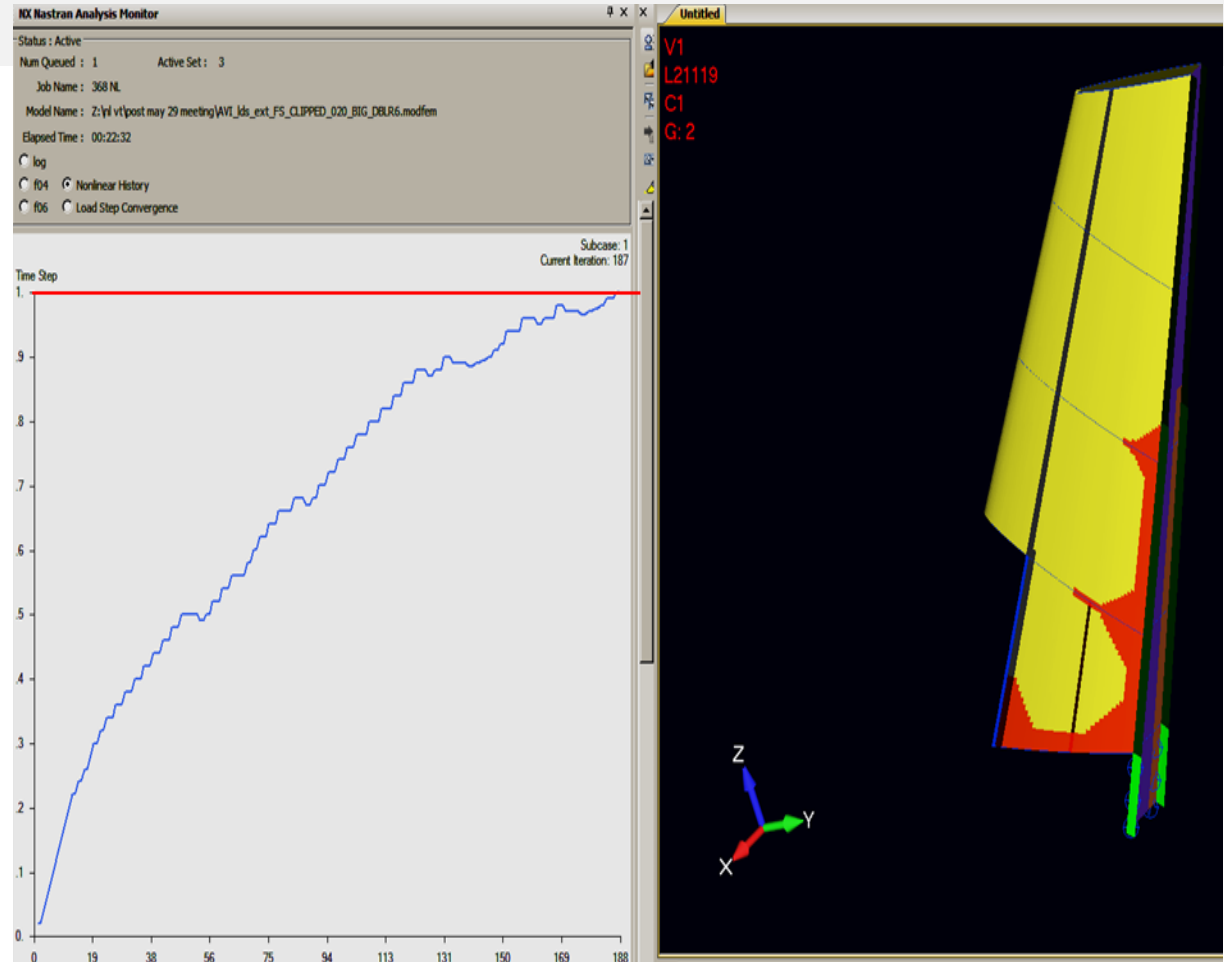 NX Nastran Analysis Monitor
Status : Active
Num Queued : 1 Active Set : 3
Job Name : 368 NL
Model Name : Z:\nl vt\post may 29 meeting\AVI_lds_ext_FS_CLIPPED_020_BIG_DBLR6.modfem
Elapsed Time : 00:22:32
log
f04 Nonlinear History
f06 Load Step Convergence
Subcase: 1
Current Iteration: 187
Time Step
1.
.9
.8
.7
.6
.5
.4
.3
.2
.1
0.
0 19 38 56 75 94 113 131 150 169 188
Untitled
V1
L21119
C1
G: 2
Z
Y
X